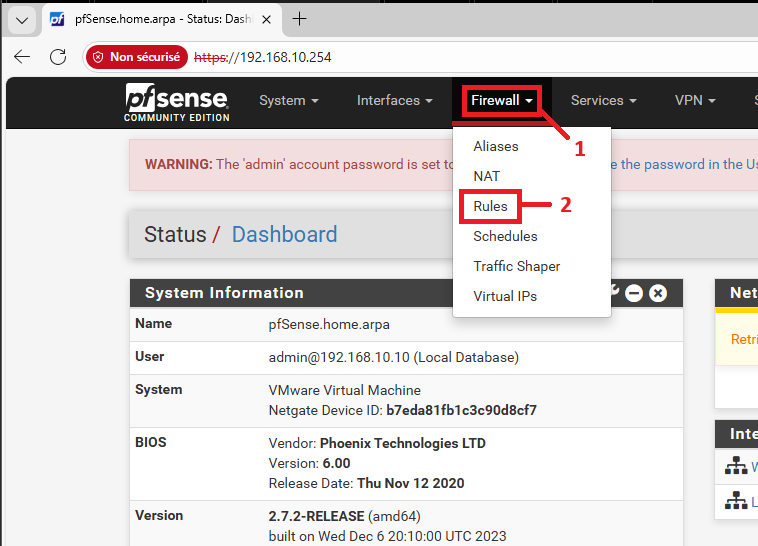 pfSense.home.arpa - Status: Dash
Non sécurisé https://192.168.10.254
pfsense
COMMUNITY EDITION
System Interfaces Firewall Services VPN
1
Aliases
NAT
Rules
2
Schedules
Traffic Shaper
Virtual IPs
WARNING: The 'admin' account password is set to e the password in the Us
Status / Dashboard
System Information
Name pfSense.home.arpa
User admin@192.168.10.10 (Local Database)
System VMware Virtual Machine
Netgate Device ID: b7eda81fb1c3c90d8cf7
BIOS Vendor: Phoenix Technologies LTD
Version: 6.00
Release Date: Thu Nov 12 2020
Version 2.7.2-RELEASE (amd64)
built on Wed Dec 6 20:10:00 UTC 2023
Net
Retri
Inte
W
L